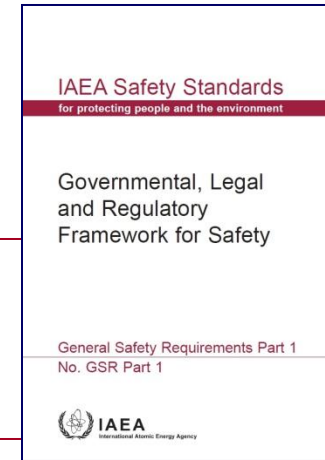 IAEA Safety Standards
for protecting people and the environment
Governmental, Legal
and Regulatory
Framework for Safety
General Safety Requirements Part 1
No. GSR Part 1
IAEA
International Atomic Energy Agency